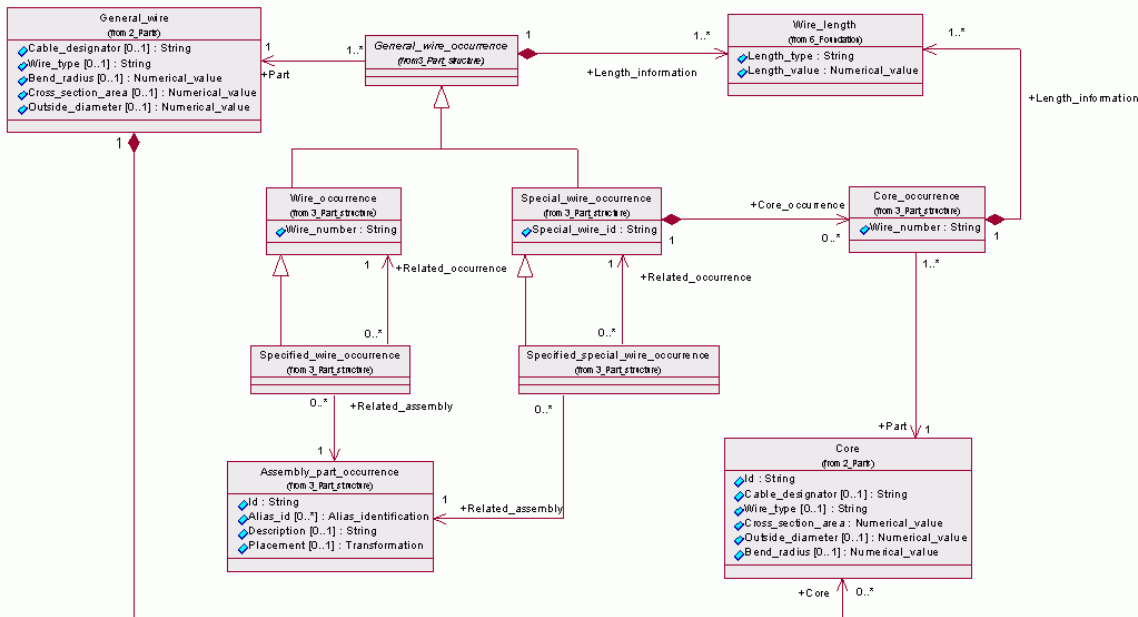 General_wire
(from 2_Parts)
Cable_designator [0..1] : String
Wire_type [0..1] : String
Bend_radius [0..1] : Numerical_value
Cross_section_area [0..1] : Numerical_value
Outside_diameter [0..1] : Numerical_value
1
1
+Part
1..*
General_wire_occurrence
(from 3_Part_structure)
1
1..*
+Length_information
Wire_length
(from 6_Foundation)
Length_type : String
Length_value : Numerical_value
1..*
+Length_information
Wire_occurrence
(from 3_Part_structure)
Wire_number : String
1
+Related_occurrence
0..*
Special_wire_occurrence
(from 3_Part_structure)
Special_wire_id : String
1
+Core_occurrence
0..*
1
+Related_occurrence
0..*
Core_occurrence
(from 3_Part_structure)
Wire_number : String
1
1..*
Specified_wire_occurrence
(from 3_Part_structure)
0..*
+Related_assembly
1
Specified_special_wire_occurrence
(from 3_Part_structure)
0..*
1
+Related_assembly
+Part
1
Assembly_part_occurrence
(from 3_Part_structure)
Id : String
Alias_id [0..*] : Alias_identification
Description [0..1] : String
Placement [0..1] : Transformation
Core
(from 2_Parts)
Id : String
Cable_designator [0..1] : String
Wire_type [0..1] : String
Cross_section_area : Numerical_value
Outside_diameter [0..1] : Numerical_value
Bend_radius [0..1] : Numerical_value
+Core
0..*